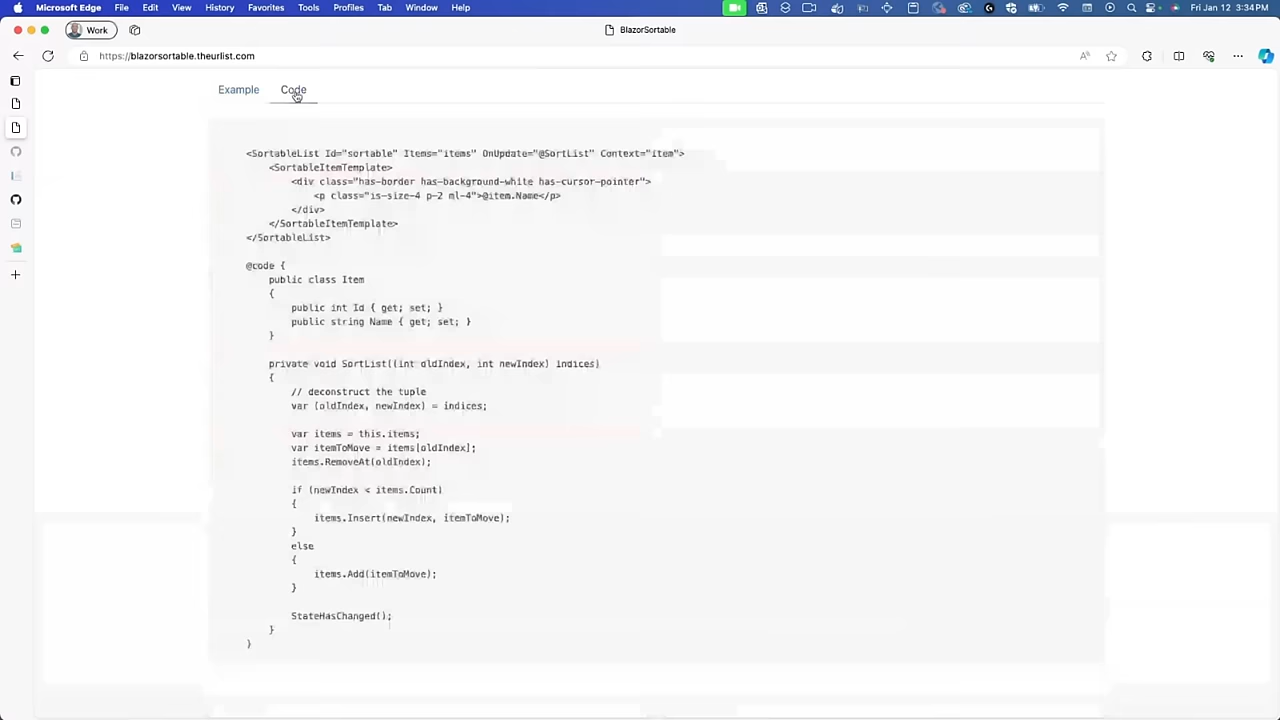 Microsoft Edge File Edit View History Favorites Tools Profiles Tab Window Help Fri Jan 12 3:34 PM
Work BlazorSortable
https://blazorsortable.theurlist.com
Example Code
<SortableList Id="sortable" Items="items" OnUpdate="@SortList" Context="item">
<SortableItemTemplate>
<div class="has-border has-background-white has-cursor-pointer">
<p class="is-size-4 p-2 ml-4">@item.Name</p>
</div>
</SortableItemTemplate>
</SortableList>
@code {
public class Item
{
public int Id { get; set; }
public string Name { get; set; }
}
private void SortList((int oldIndex, int newIndex) indices)
{
// deconstruct the tuple
var (oldIndex, newIndex) = indices;
var items = this.items;
var itemToMove = items[oldIndex];
items.RemoveAt(oldIndex);
if (newIndex < items.Count)
{
items.Insert(newIndex, itemToMove);
}
else
{
items.Add(itemToMove);
}
StateHasChanged();
}
}